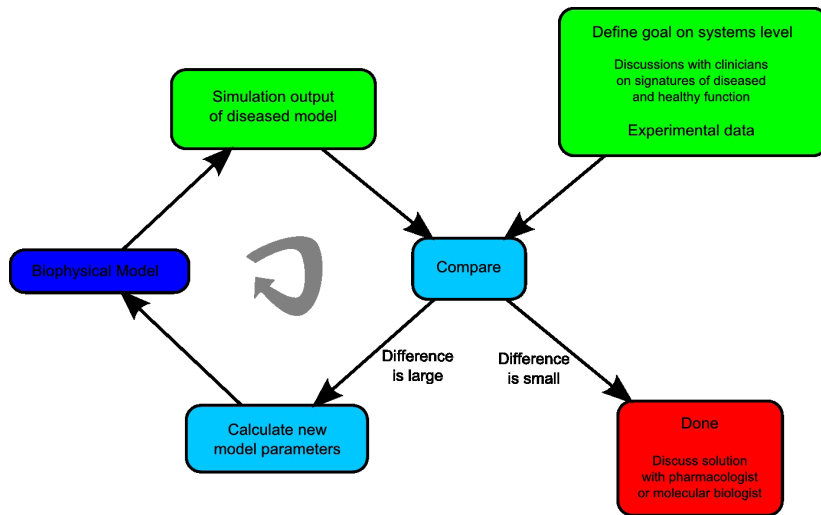 Define goal on systems level
Discussions with clinicians
on signatures of diseased
and healthy function
Experimental data
Simulation output
of diseased model
Biophysical Model
Compare
Difference
is large
Difference
is small
Calculate new
model parameters
Done
Discuss solution
with pharmacologist
or molecular biologist